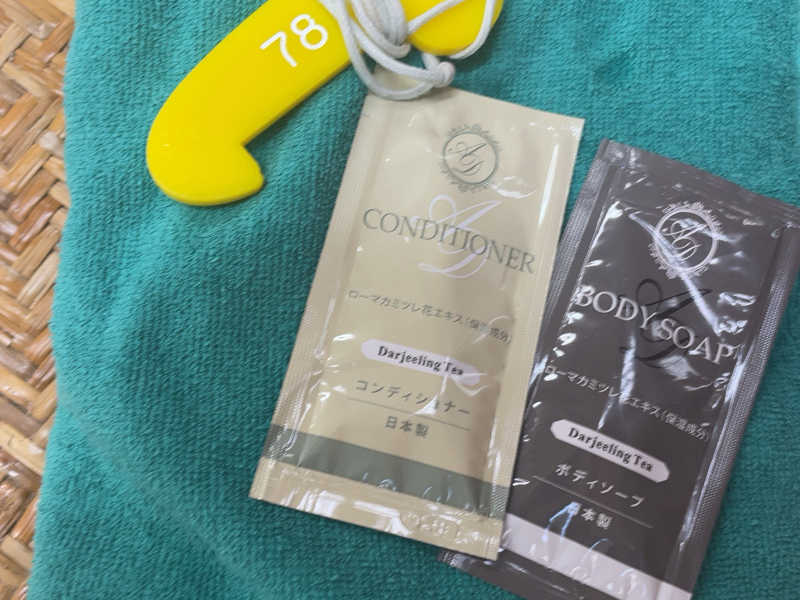 78
AD
CONDITIONER
ローマカミツレ花エキス(保湿成分)
Darjeeling Tea
コンディショナー
日本製
AD
BODY SOAP
ローマカミツレ花エキス(保湿成分)
Darjeeling Tea
ボディソープ
日本製